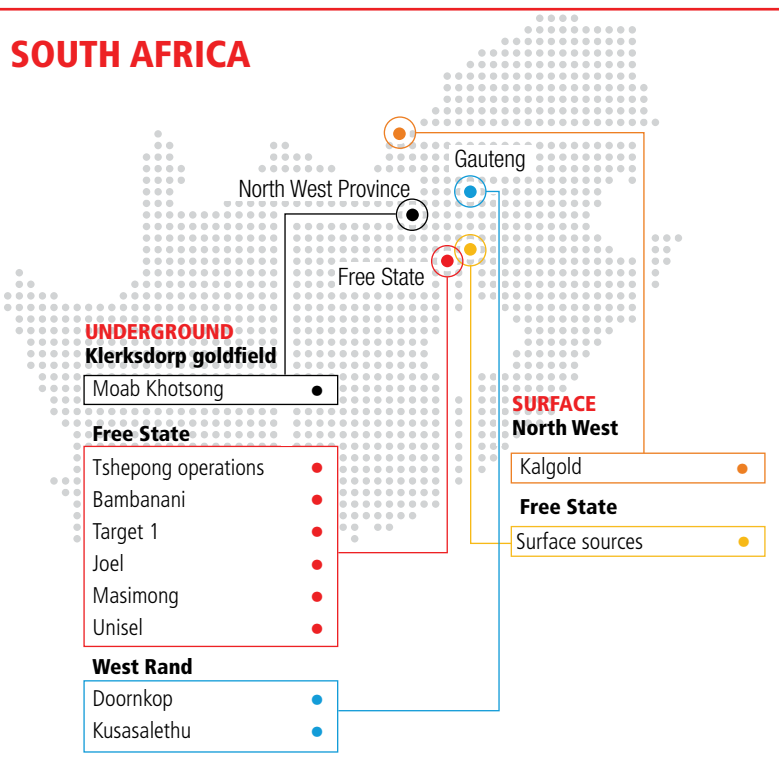 SOUTH AFRICA
Gauteng
North West Province
Free State
UNDERGROUND
Klerksdorp goldfield
Moab Khotsong
Free State
Tshepong operations
Bambanani
Target 1
Joel
Masimong
Unisel
West Rand
Doornkop
Kusasalethu
SURFACE
North West
Kalgold
Free State
Surface sources